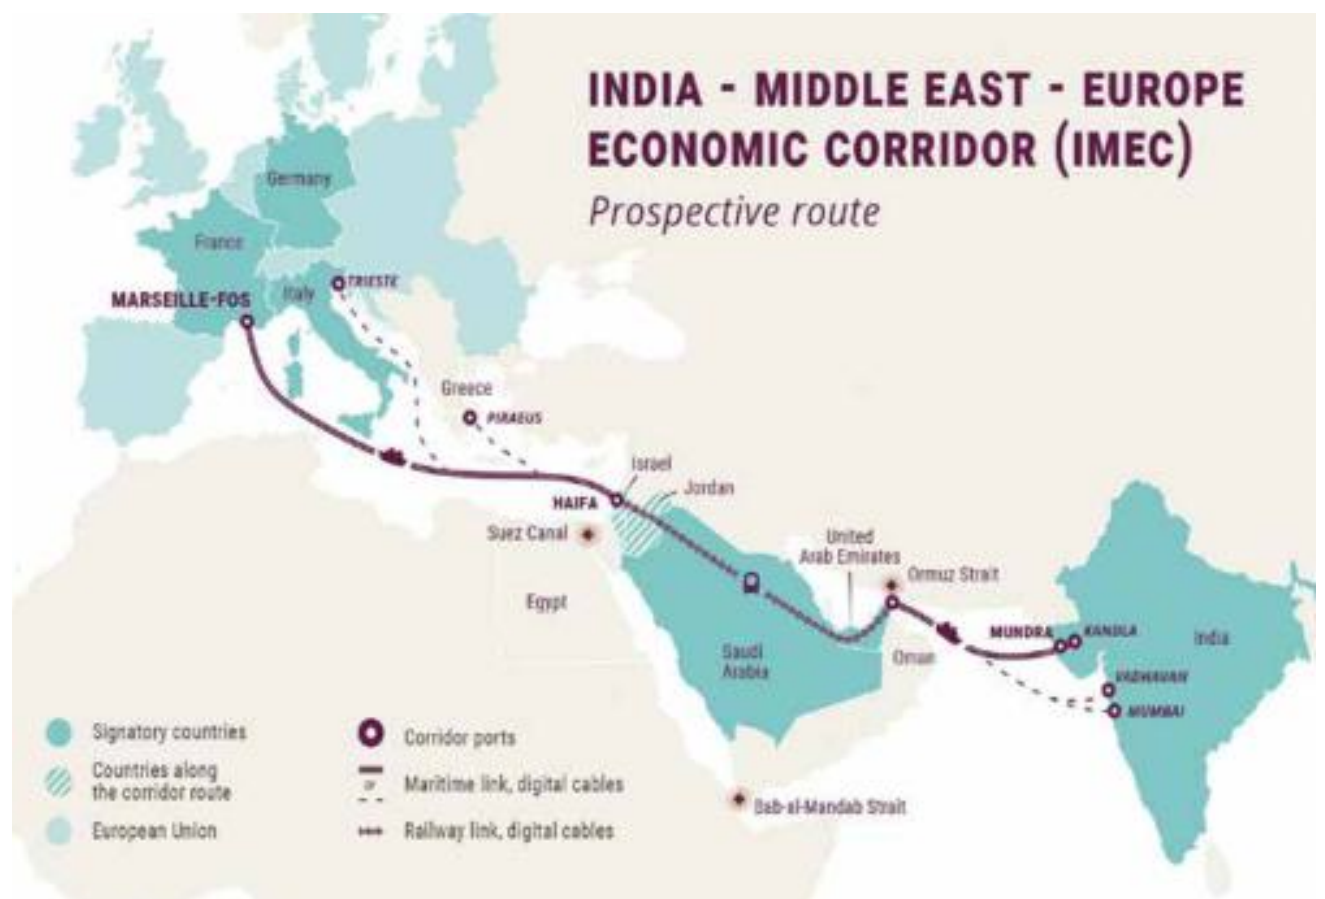 INDIA - MIDDLE EAST - EUROPE
ECONOMIC CORRIDOR (IMEC)
Prospective route
Germany
France
MARSEILLE-FOS
Italy
TRIESTE
Greece
PIRAEUS
Israel
Jordan
HAIFA
Suez Canal
Egypt
United
Arab Emirates
Ormuz Strait
Saudi
Arabia
Oman
MUNDRA
KANDLA
India
VADHAVAN
MUMBAI
Bab-al-Mandab Strait
Signatory countries
Countries along
the corridor route
European Union
Corridor ports
or
Maritime link, digital cables
Railway link, digital cables